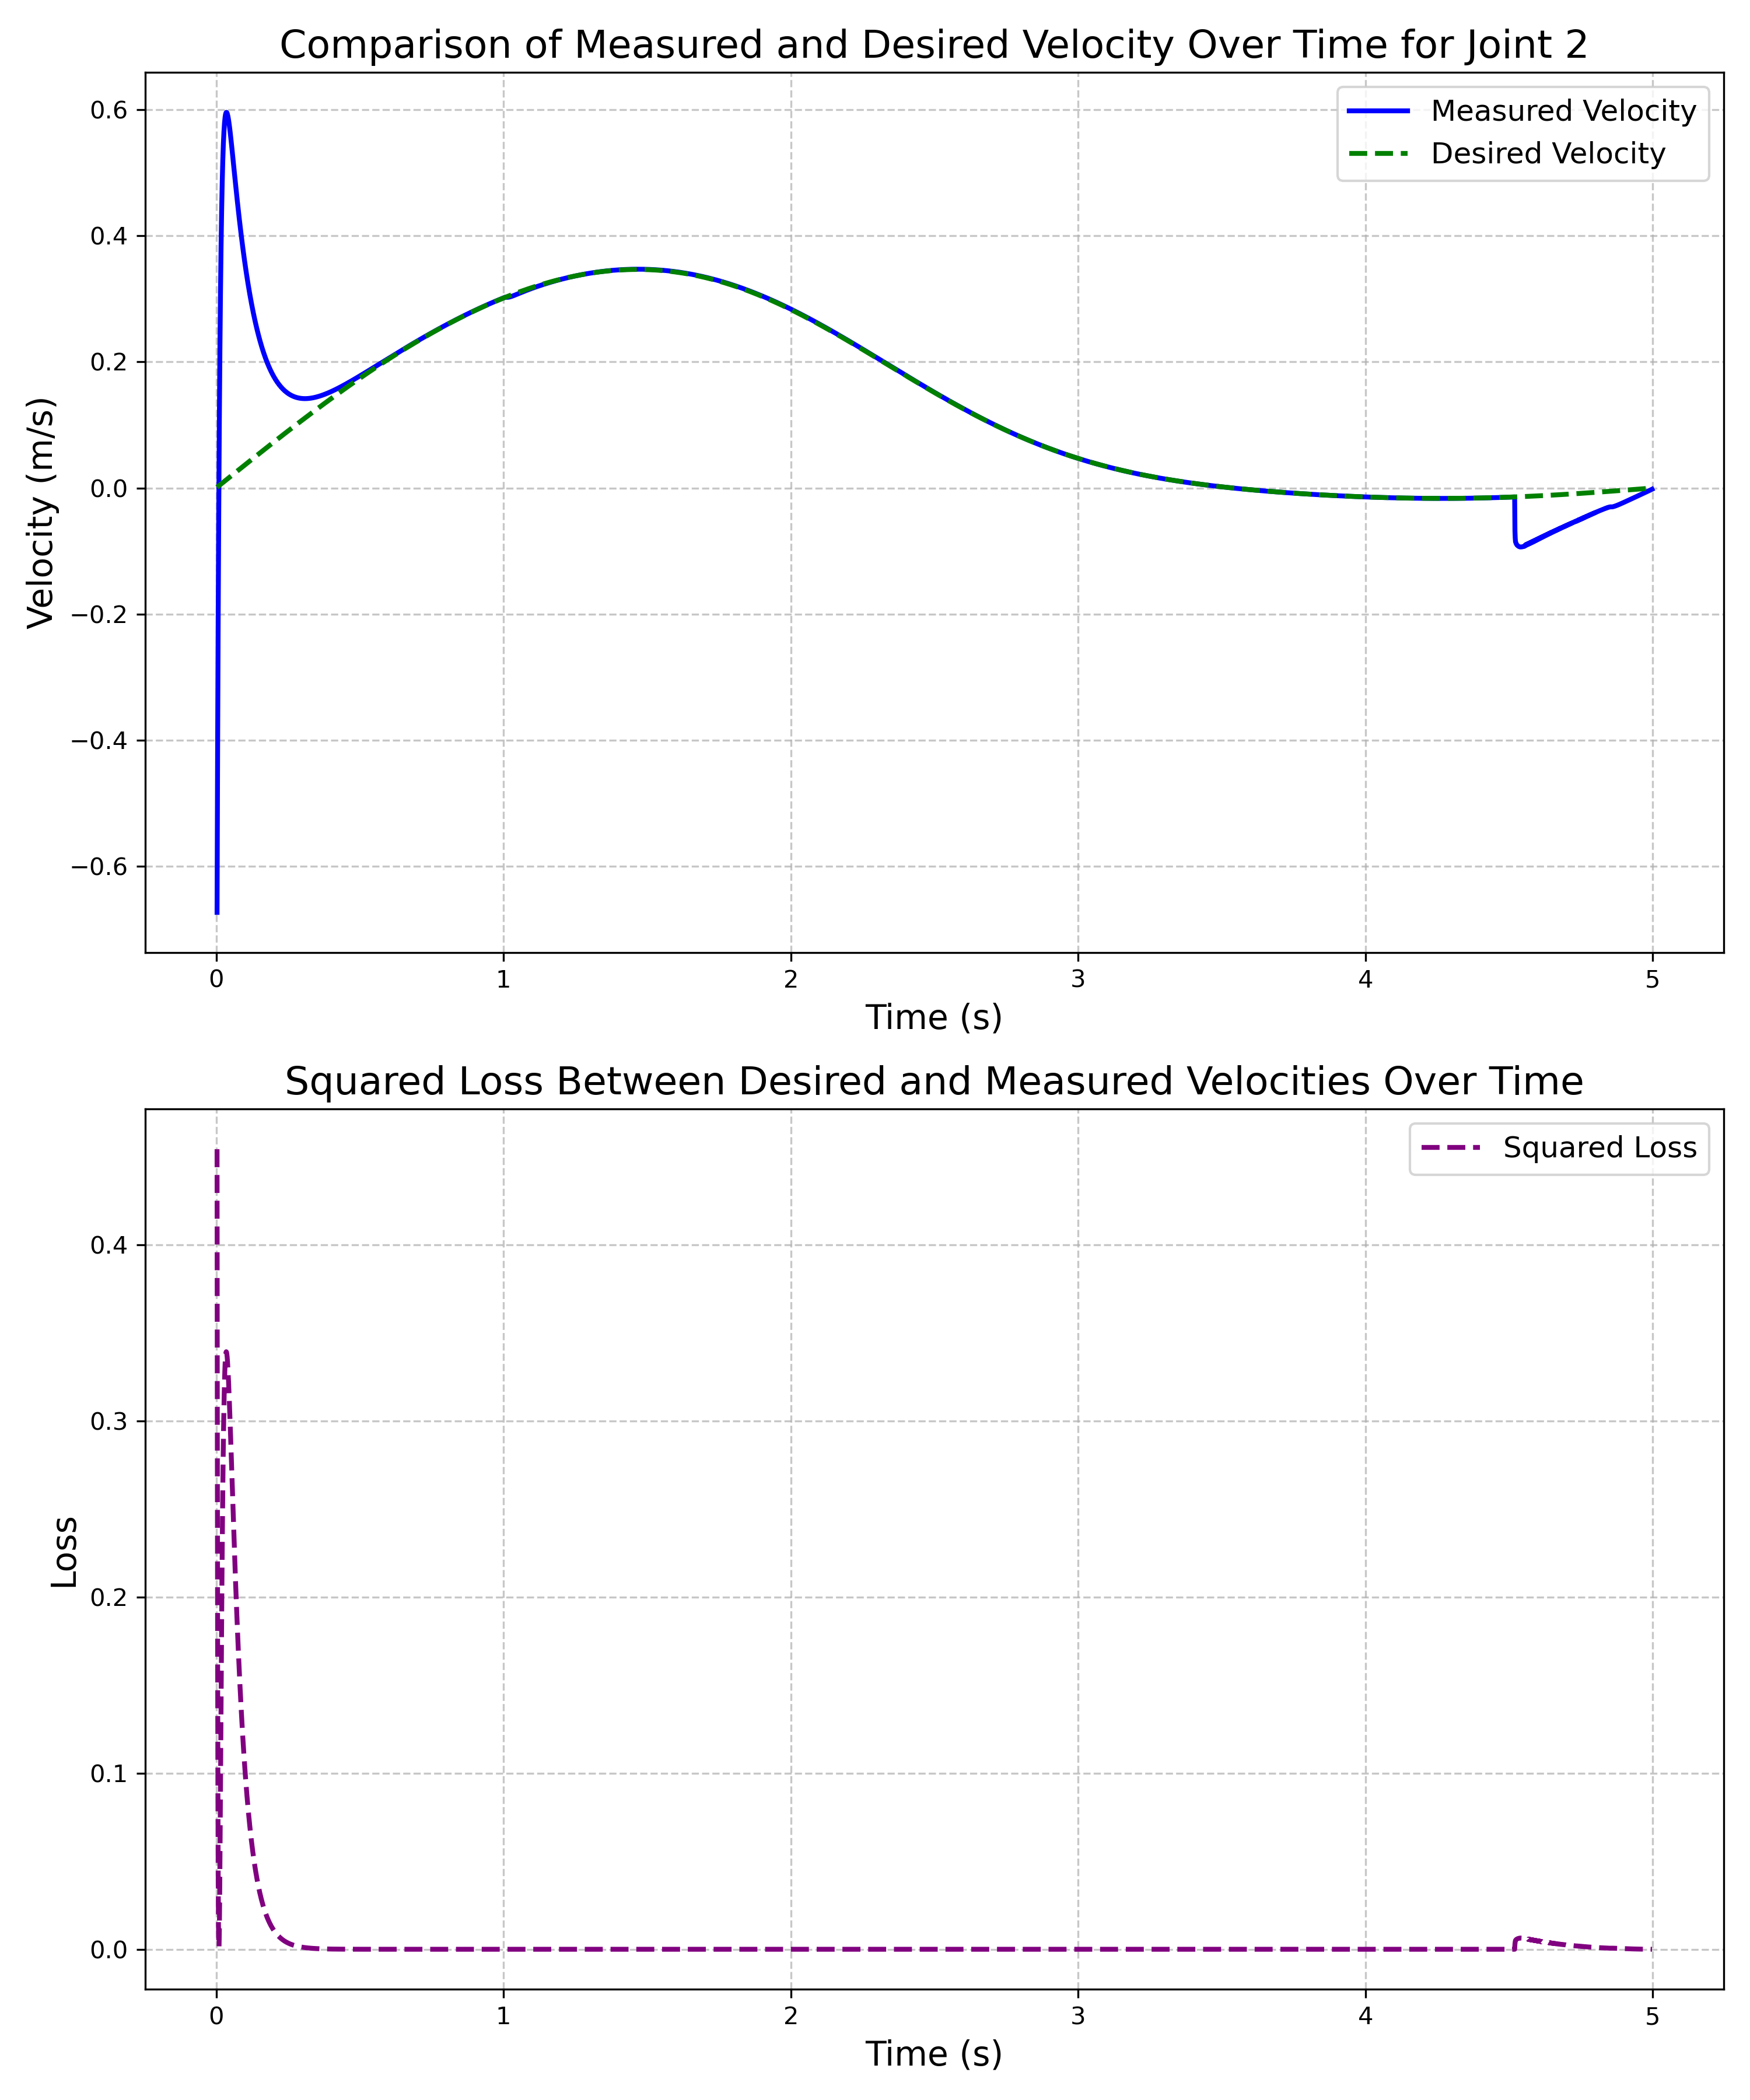 Comparison of Measured and Desired Velocity Over Time for Joint 2
Measured Velocity
Desired Velocity
Velocity (m/s)
0.6
0.4
0.2
0.0
−0.2
−0.4
−0.6
0 1 2 3 4 5
Time (s)
Squared Loss Between Desired and Measured Velocities Over Time
Squared Loss
Loss
0.4
0.3
0.2
0.1
0.0
0 1 2 3 4 5
Time (s)